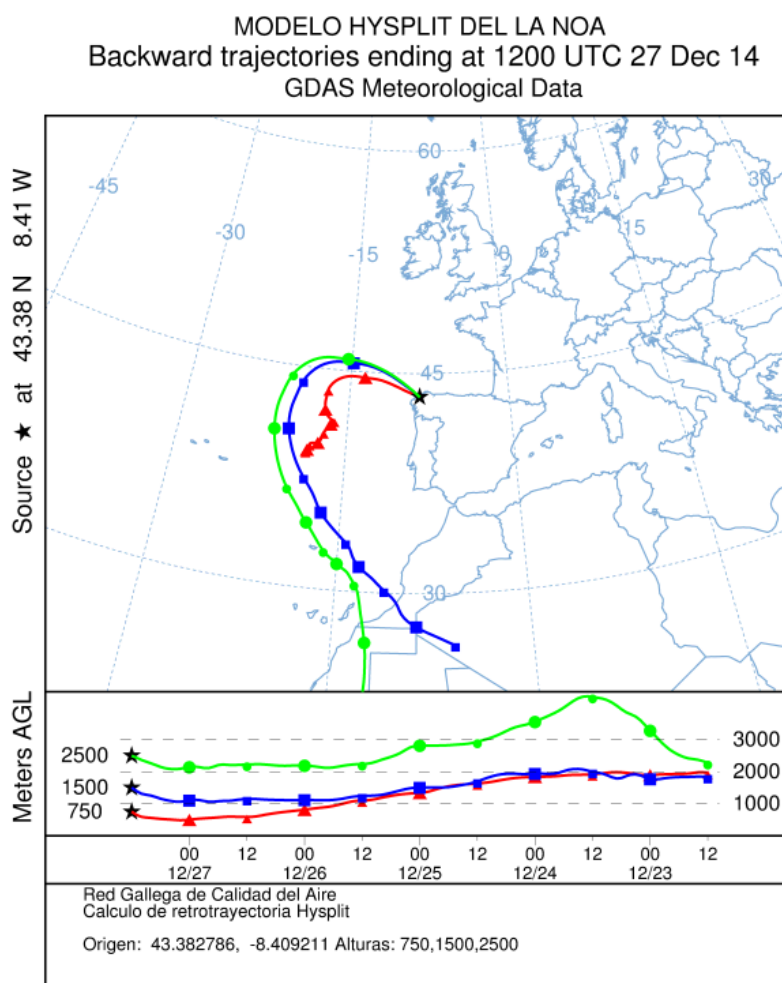 MODELO HYSPLIT DEL LA NOA
Backward trajectories ending at 1200 UTC 27 Dec 14
GDAS Meteorological Data
Source ★ at 43.38 N 8.41 W
60
-45
30
-30
-15
-0
15
45
30
Meters AGL
2500
1500
750
3000
2000
1000
00 12 00 12 00 12 00 12 00 12
12/27 12/26 12/25 12/24 12/23
Red Gallega de Calidad del Aire
Calculo de retrotrayectoria Hysplit
Origen: 43.382786, -8.409211 Alturas: 750,1500,2500